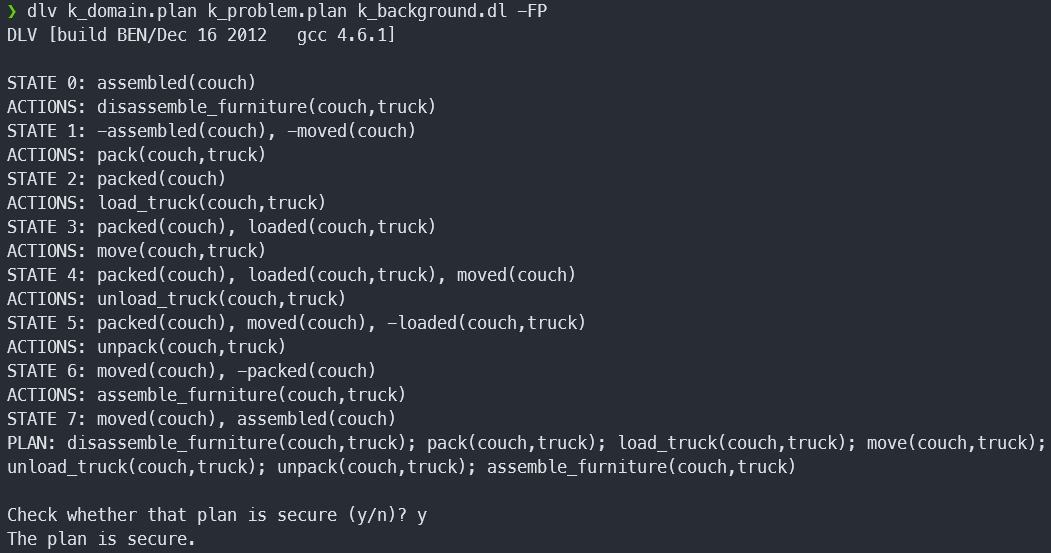 ❯ dlv k_domain.plan k_problem.plan k_background.dl -FP
DLV [build BEN/Dec 16 2012   gcc 4.6.1]

STATE 0: assembled(couch)
ACTIONS: disassemble_furniture(couch,truck)
STATE 1: -assembled(couch), -moved(couch)
ACTIONS: pack(couch,truck)
STATE 2: packed(couch)
ACTIONS: load_truck(couch,truck)
STATE 3: packed(couch), loaded(couch,truck)
ACTIONS: move(couch,truck)
STATE 4: packed(couch), loaded(couch,truck), moved(couch)
ACTIONS: unload_truck(couch,truck)
STATE 5: packed(couch), moved(couch), -loaded(couch,truck)
ACTIONS: unpack(couch,truck)
STATE 6: moved(couch), -packed(couch)
ACTIONS: assemble_furniture(couch,truck)
STATE 7: moved(couch), assembled(couch)
PLAN: disassemble_furniture(couch,truck); pack(couch,truck); load_truck(couch,truck); move(couch,truck);
unload_truck(couch,truck); unpack(couch,truck); assemble_furniture(couch,truck)

Check whether that plan is secure (y/n)? y
The plan is secure.